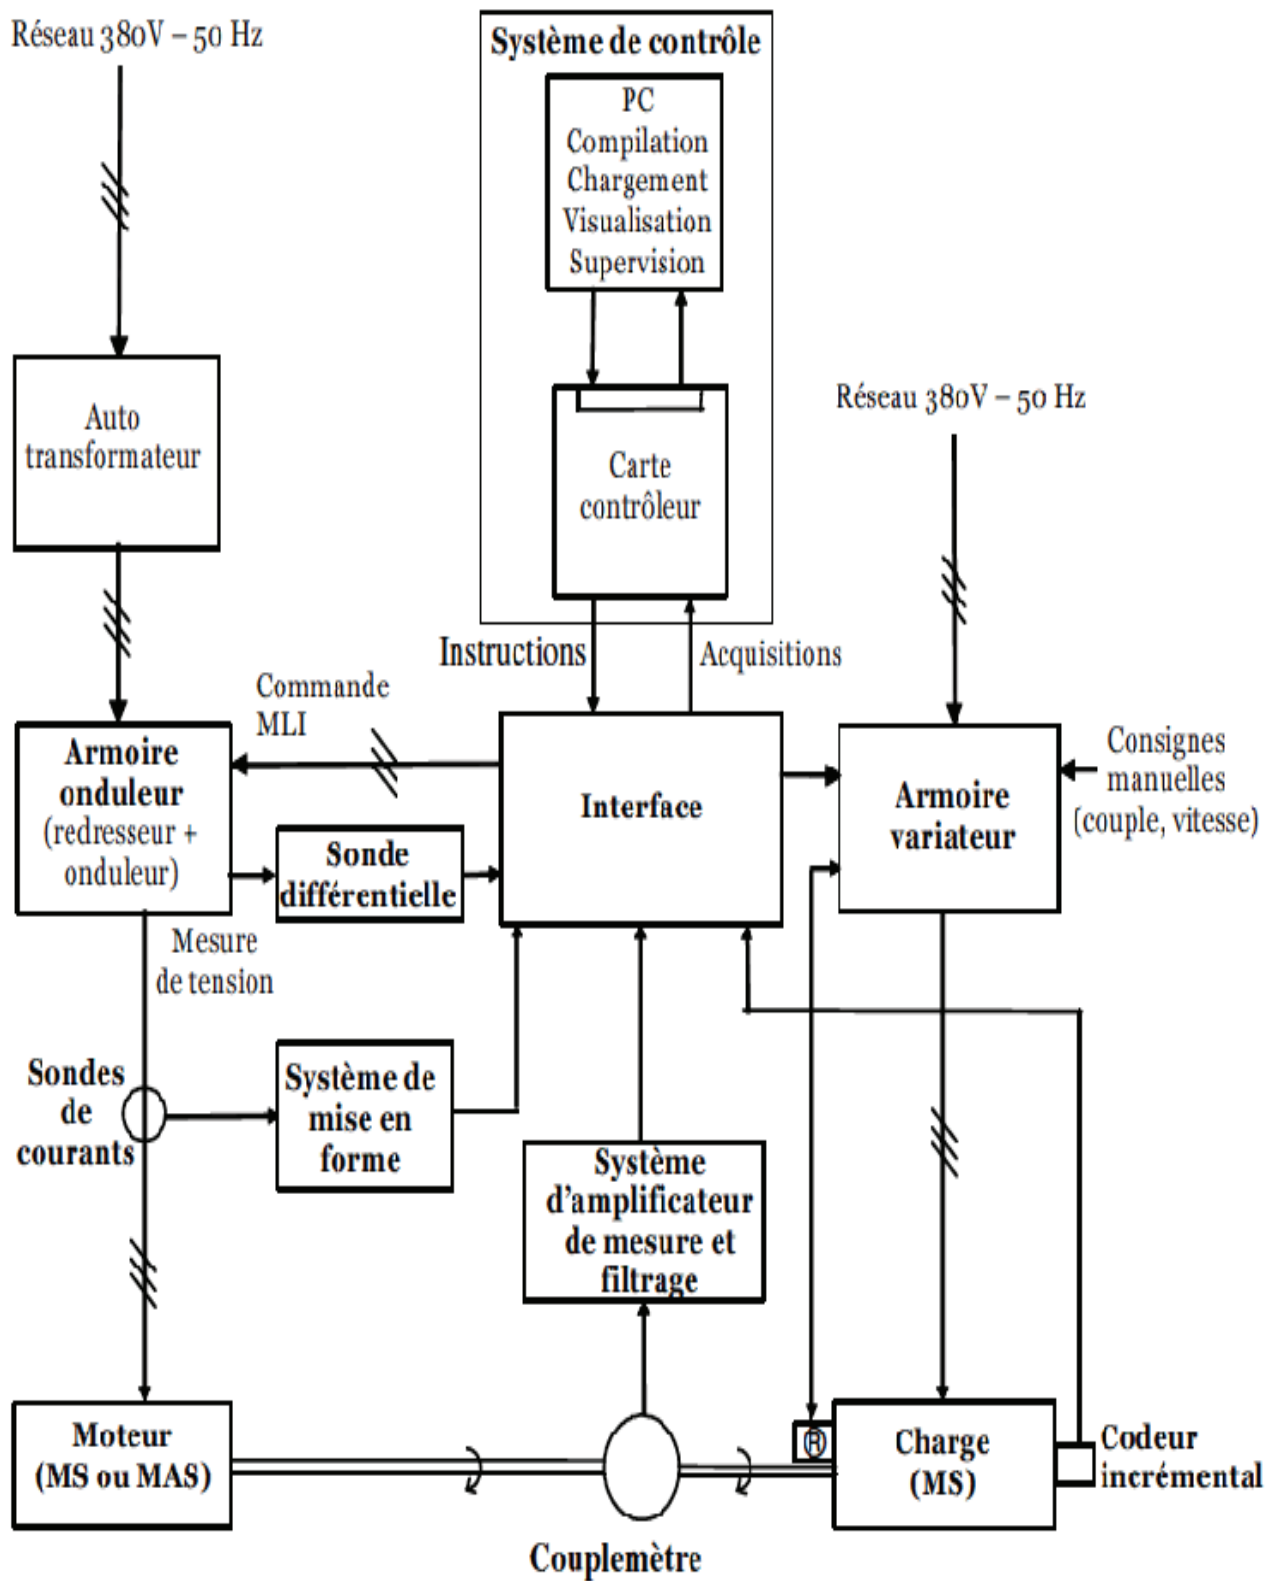 Réseau 380V – 50 Hz
Système de contrôle
PC
Compilation
Chargement
Visualisation
Supervision
Auto
transformateur
Carte
contrôleur
Réseau 380V – 50 Hz
Instructions
Acquisitions
Commande
MLI
Armoire
onduleur
(redresseur +
onduleur)
Sonde
différentielle
Interface
Armoire
variateur
Consignes
manuelles
(couple, vitesse)
Mesure
de tension
Sondes
de
courants
Système de
mise en
forme
Système
d'amplificateur
de mesure et
filtrage
Moteur
(MS ou MAS)
Couplemètre
R
Charge
(MS)
Codeur
incrémental